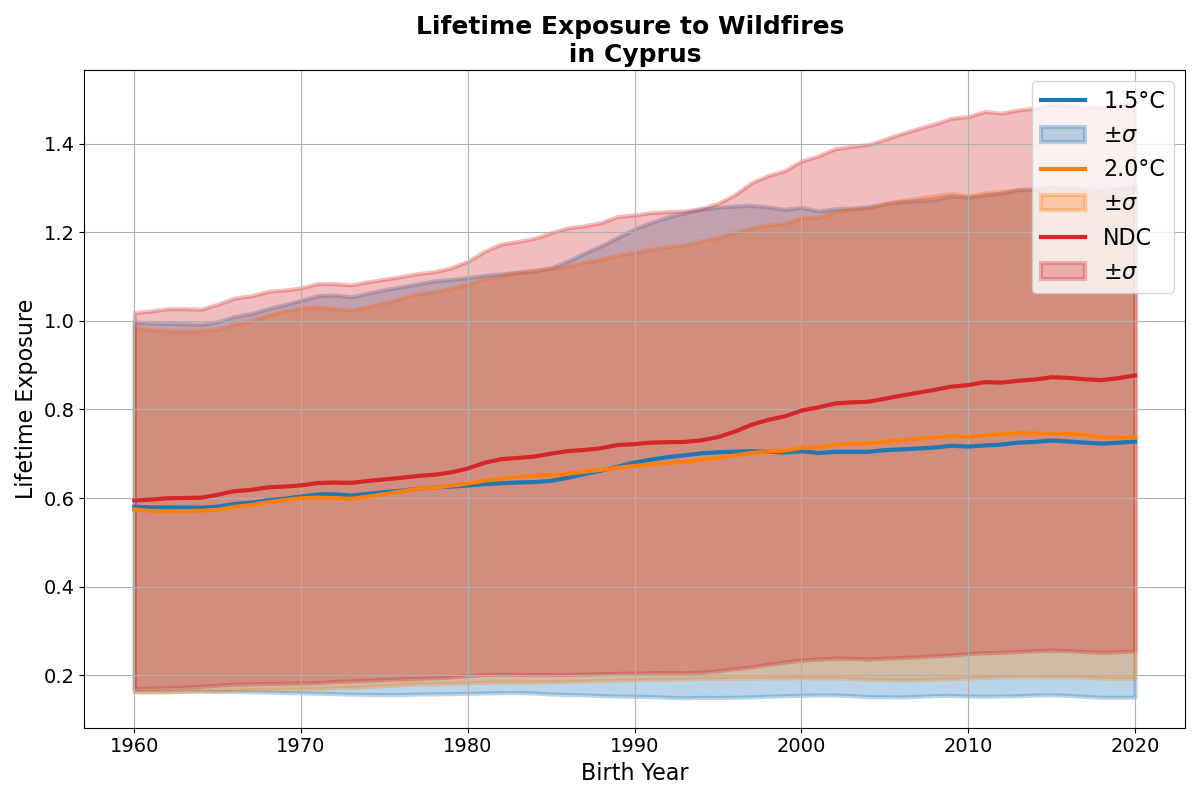 Lifetime Exposure to Wildfires
in Cyprus
1.5°C
±σ
2.0°C
±σ
NDC
±σ
Lifetime Exposure
1.4
1.2
1.0
0.8
0.6
0.4
0.2
1960
1970
1980
1990
2000
2010
2020
Birth Year